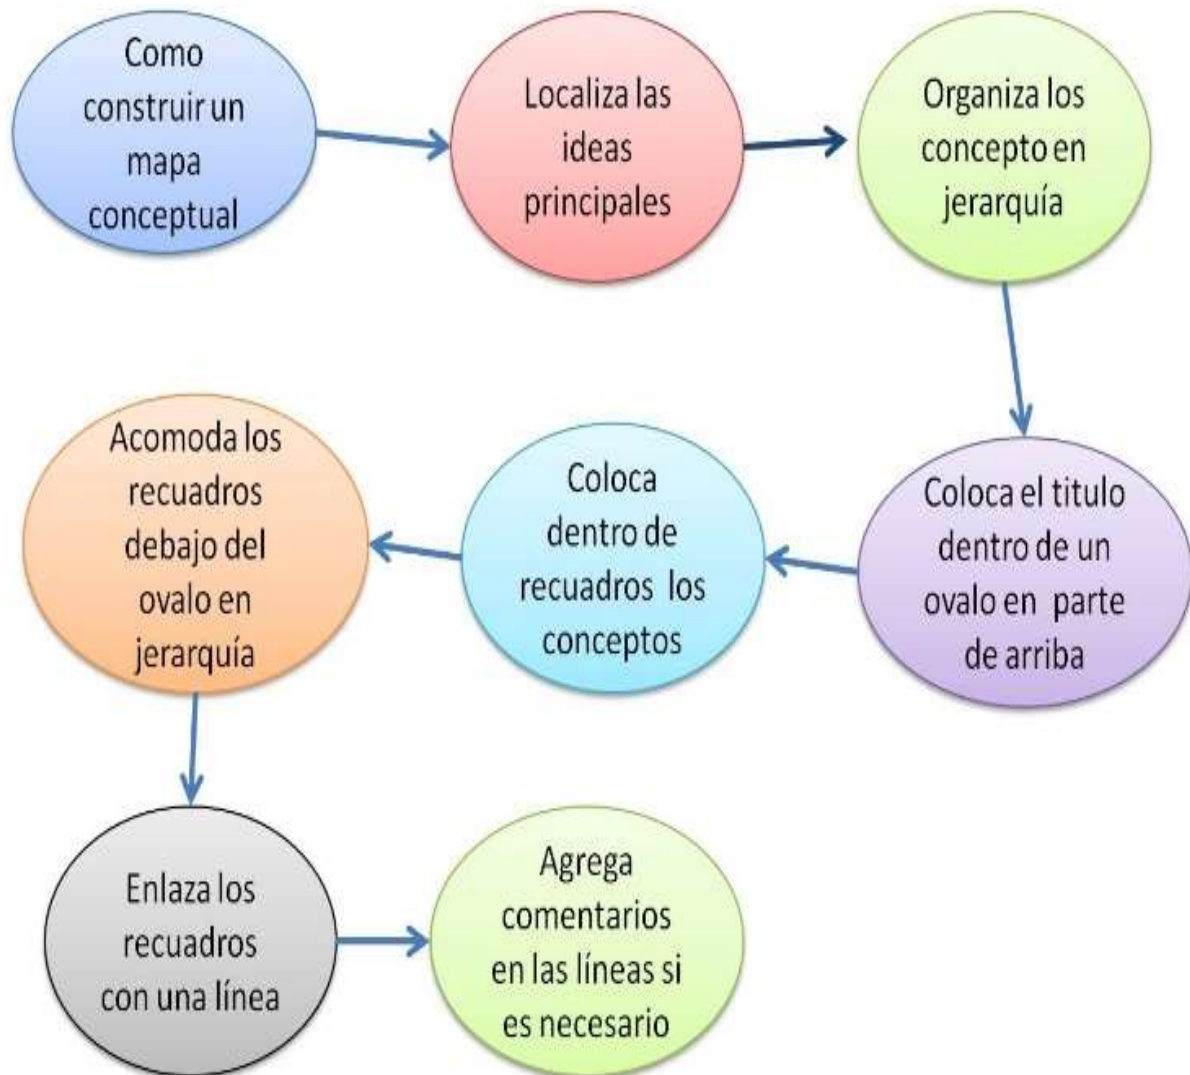 Como
construir un
mapa
conceptual
Localiza las
ideas
principales
Organiza los
concepto en
jerarquía
Coloca el titulo
dentro de un
ovalo en parte
de arriba
Coloca
dentro de
recuadros los
conceptos
Acomoda los
recuadros
debajo del
ovalo en
jerarquía
Enlaza los
recuadros
con una línea
Agrega
comentarios
en las líneas si
es necesario